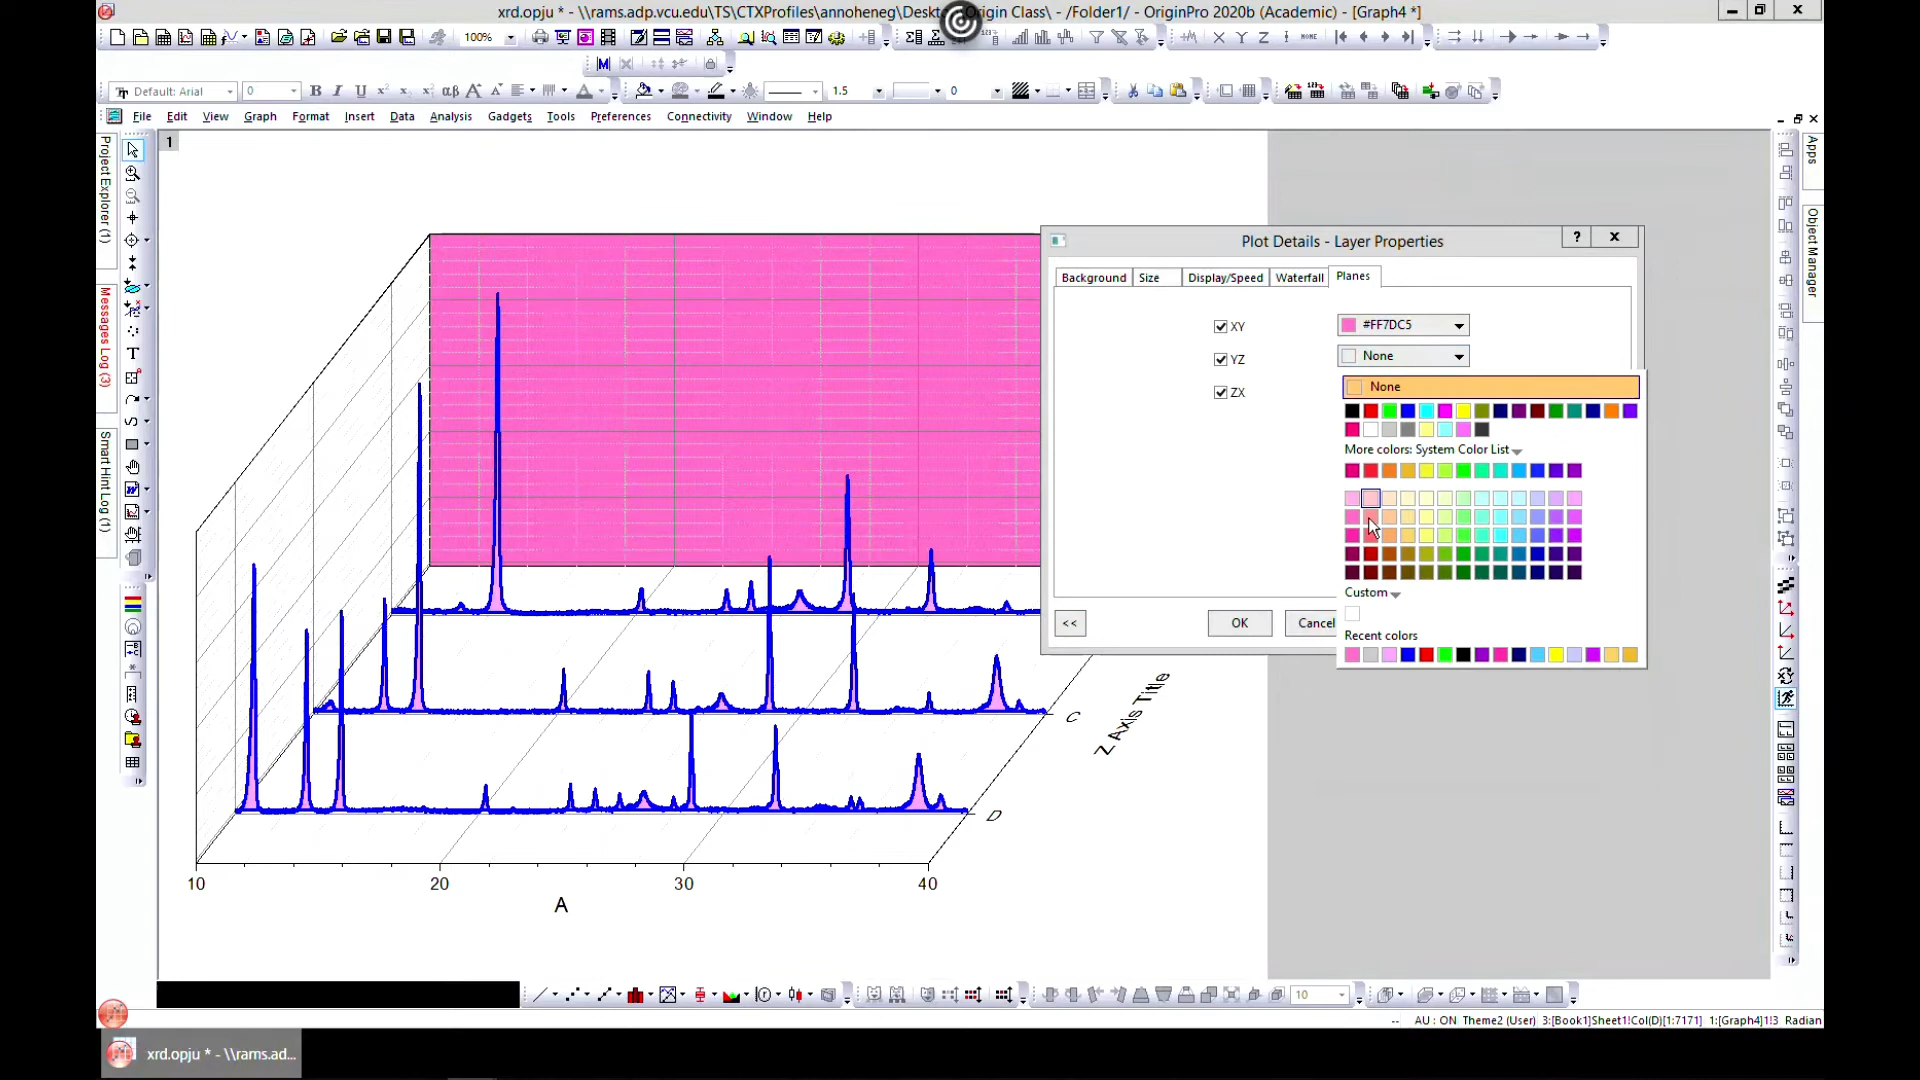 xrd.opju * - \\rams.adp.vcu.edu\TS\CTXProfiles\annoheneg\Deskto Origin Class\ - /Folder1/ - OriginPro 2020b (Academic) - [Graph4 *]
100%
HOME
M
Default: Arial 0 B I U αβ A A A 1.5 0
File Edit View Graph Format Insert Data Analysis Gadgets Tools Preferences Connectivity Window Help
Project Explorer (1)
Messages Log (3)
Smart Hint Log (1)
Apps
Object Manager
1
Plot Details - Layer Properties
?
Background Size Display/Speed Waterfall Planes
XY #FF7DC5
YZ None
ZX
None
More colors: System Color List
Custom
Recent colors
<< OK Cancel
Z Axis Title
C
D
10 20 30 40
A
10
-- AU : ON Theme2 (User) 3:[Book1]Sheet1!Col(D)[1:7171] 1:[Graph4]1!3 Radian
xrd.opju * - \\rams.ad...